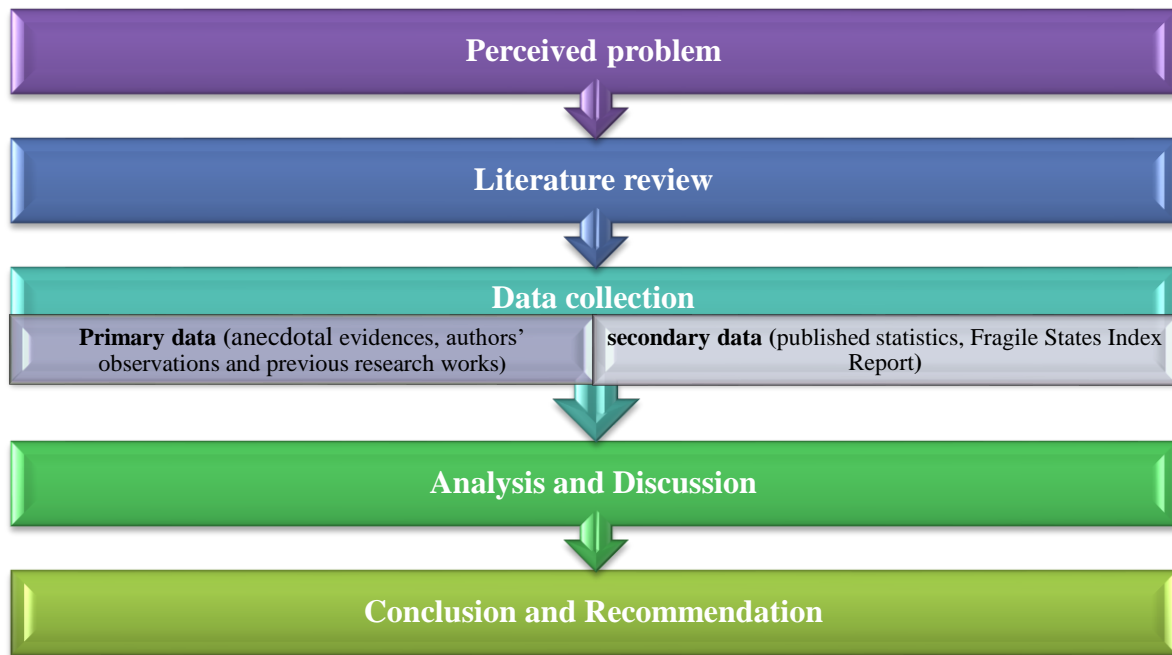 Perceived problem
Literature review
Data collection
Primary data (anecdotal evidences, authors’
observations and previous research works)
secondary data (published statistics, Fragile States Index
Report)
Analysis and Discussion
Conclusion and Recommendation